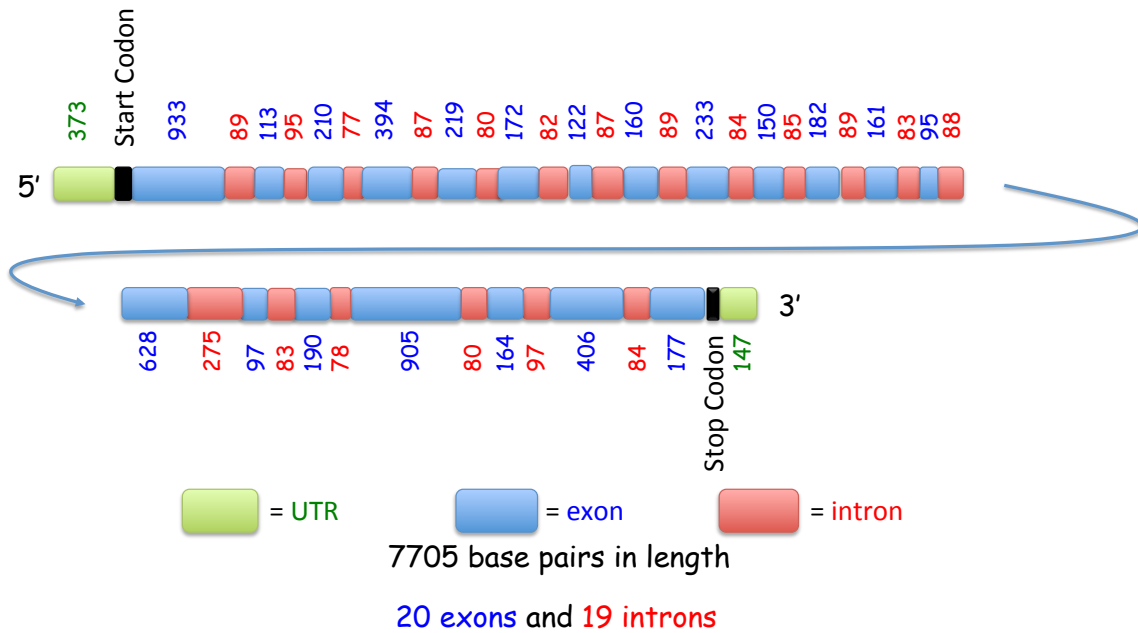 373 Start Codon 933 89 113 95 210 77 394 87 219 80 172 82 122 87 160 89 233 84 150 85 182 89 161 83 95 88
5’
3’
628 275 97 83 190 78 905 80 164 97 406 84 177 Stop Codon 147
= UTR = exon = intron
7705 base pairs in length
20 exons and 19 introns